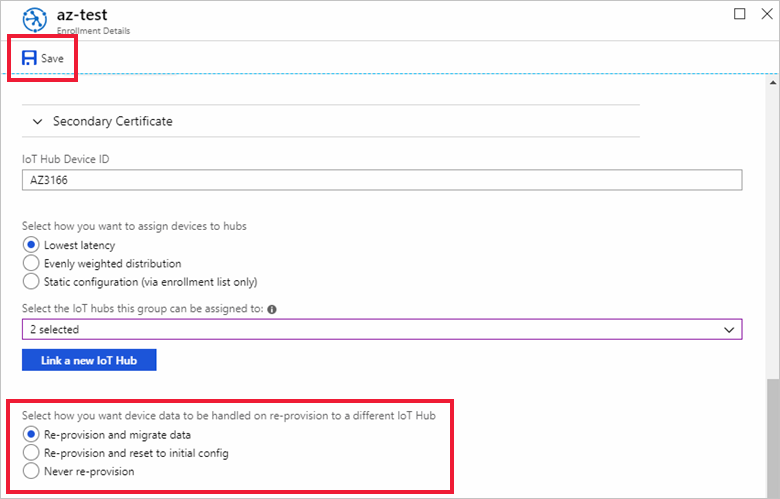 az-test
Enrollment Details
Save
Secondary Certificate
IoT Hub Device ID
AZ3166
Select how you want to assign devices to hubs
Lowest latency
Evenly weighted distribution
Static configuration (via enrollment list only)
Select the IoT hubs this group can be assigned to:
2 selected
Link a new IoT Hub
Select how you want device data to be handled on re-provision to a different IoT Hub
Re-provision and migrate data
Re-provision and reset to initial config
Never re-provision